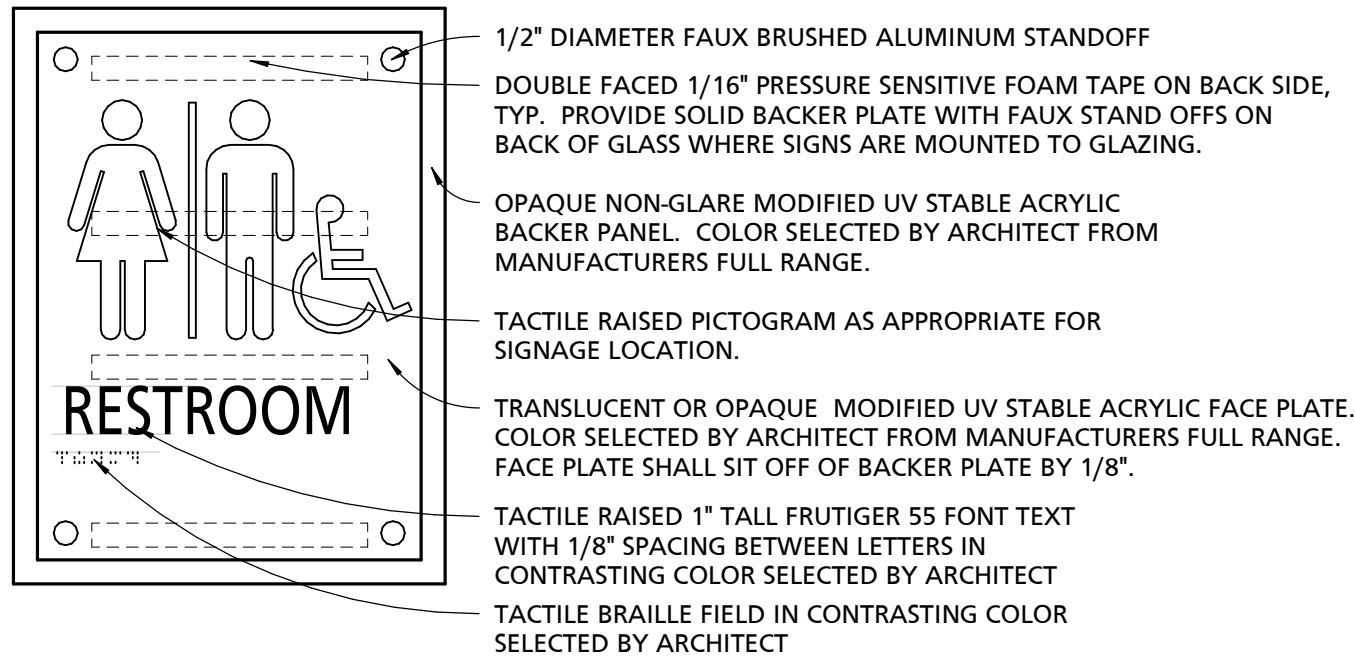 1/2" DIAMETER FAUX BRUSHED ALUMINUM STANDOFF
DOUBLE FACED 1/16" PRESSURE SENSITIVE FOAM TAPE ON BACK SIDE,
TYP. PROVIDE SOLID BACKER PLATE WITH FAUX STAND OFFS ON
BACK OF GLASS WHERE SIGNS ARE MOUNTED TO GLAZING.
OPAQUE NON-GLARE MODIFIED UV STABLE ACRYLIC
BACKER PANEL. COLOR SELECTED BY ARCHITECT FROM
MANUFACTURERS FULL RANGE.
TACTILE RAISED PICTOGRAM AS APPROPRIATE FOR
SIGNAGE LOCATION.
RESTROOM
TRANSLUCENT OR OPAQUE MODIFIED UV STABLE ACRYLIC FACE PLATE.
COLOR SELECTED BY ARCHITECT FROM MANUFACTURERS FULL RANGE.
FACE PLATE SHALL SIT OFF OF BACKER PLATE BY 1/8".
TACTILE RAISED 1" TALL FRUTIGER 55 FONT TEXT
WITH 1/8" SPACING BETWEEN LETTERS IN
CONTRASTING COLOR SELECTED BY ARCHITECT
TACTILE BRAILLE FIELD IN CONTRASTING COLOR
SELECTED BY ARCHITECT